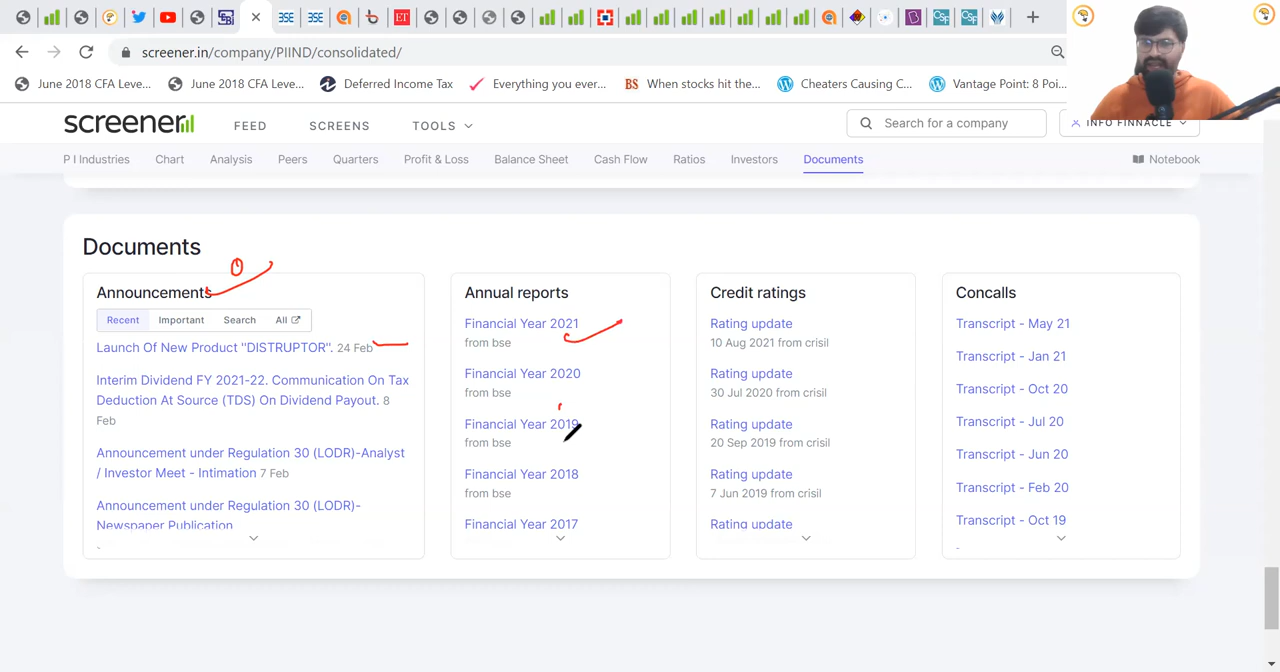 screener.in/company/PIIND/consolidated/
June 2018 CFA Leve...
June 2018 CFA Leve...
Deferred Income Tax
Everything you ever...
BS When stocks hit the...
Cheaters Causing C...
Vantage Point: 8 Poi...
screener
FEED
SCREENS
TOOLS
Search for a company
INFO FINNACLE
P I Industries
Chart
Analysis
Peers
Quarters
Profit & Loss
Balance Sheet
Cash Flow
Ratios
Investors
Documents
Notebook
Documents
Announcements
Recent
Important
Search
All
Launch Of New Product "DISTRUPTOR". 24 Feb
Interim Dividend FY 2021-22. Communication On Tax
Deduction At Source (TDS) On Dividend Payout. 8
Feb
Announcement under Regulation 30 (LODR)-Analyst
/ Investor Meet - Intimation 7 Feb
Announcement under Regulation 30 (LODR)-
Newspaper Publication
Annual reports
Financial Year 2021
from bse
Financial Year 2020
from bse
Financial Year 2019
from bse
Financial Year 2018
from bse
Financial Year 2017
Credit ratings
Rating update
10 Aug 2021 from crisil
Rating update
30 Jul 2020 from crisil
Rating update
20 Sep 2019 from crisil
Rating update
7 Jun 2019 from crisil
Rating update
Concalls
Transcript - May 21
Transcript - Jan 21
Transcript - Oct 20
Transcript - Jul 20
Transcript - Jun 20
Transcript - Feb 20
Transcript - Oct 19